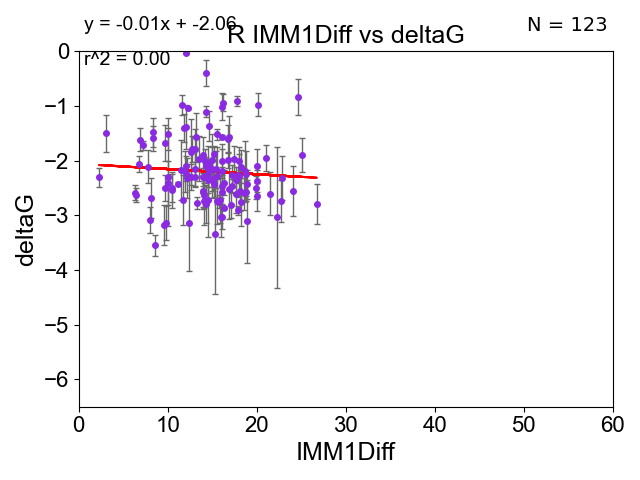 y = -0.01x + -2.06
N = 123
R IMM1Diff vs deltaG
r^2 = 0.00
0
−1
−2
−3
−4
−5
−6
deltaG
0 10 20 30 40 50 60
IMM1Diff